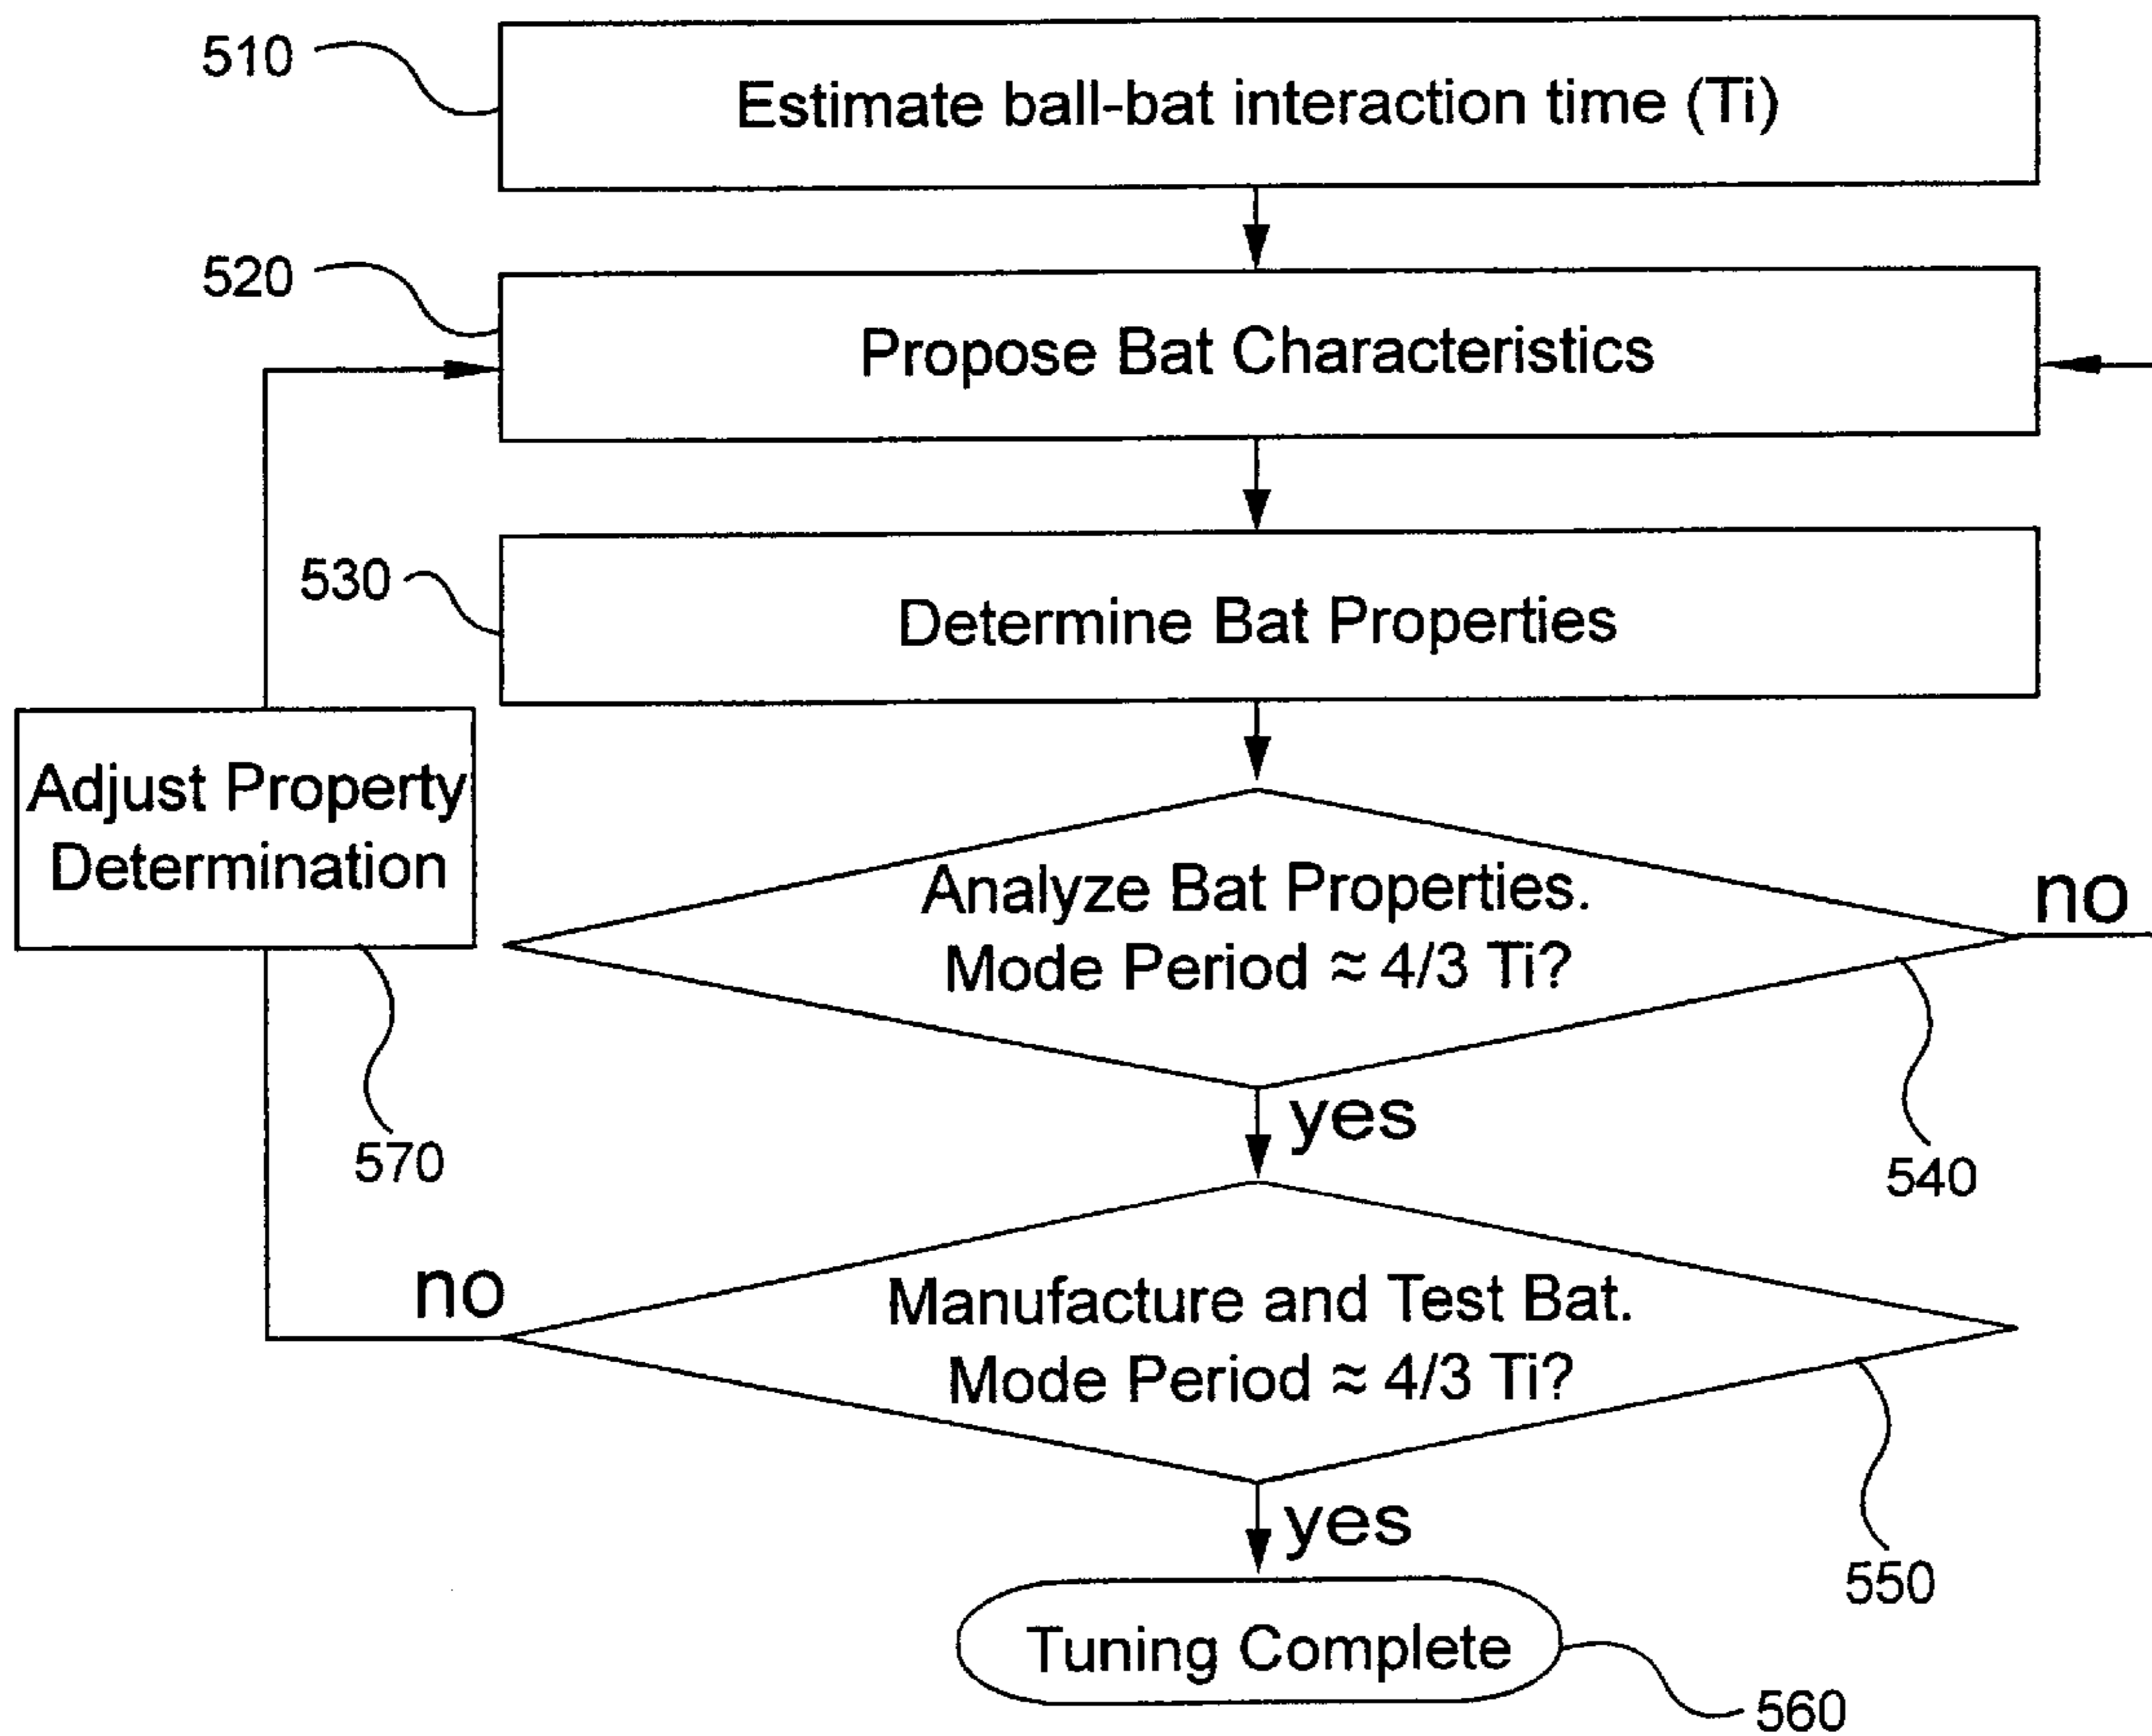 510
Estimate ball-bat interaction time (Ti)
520
Propose Bat Characteristics
530
Determine Bat Properties
Adjust Property
Determination
570
Analyze Bat Properties.
Mode Period ≈ 4/3 Ti?
no
540
yes
Manufacture and Test Bat.
Mode Period ≈ 4/3 Ti?
no
550
yes
Tuning Complete
560